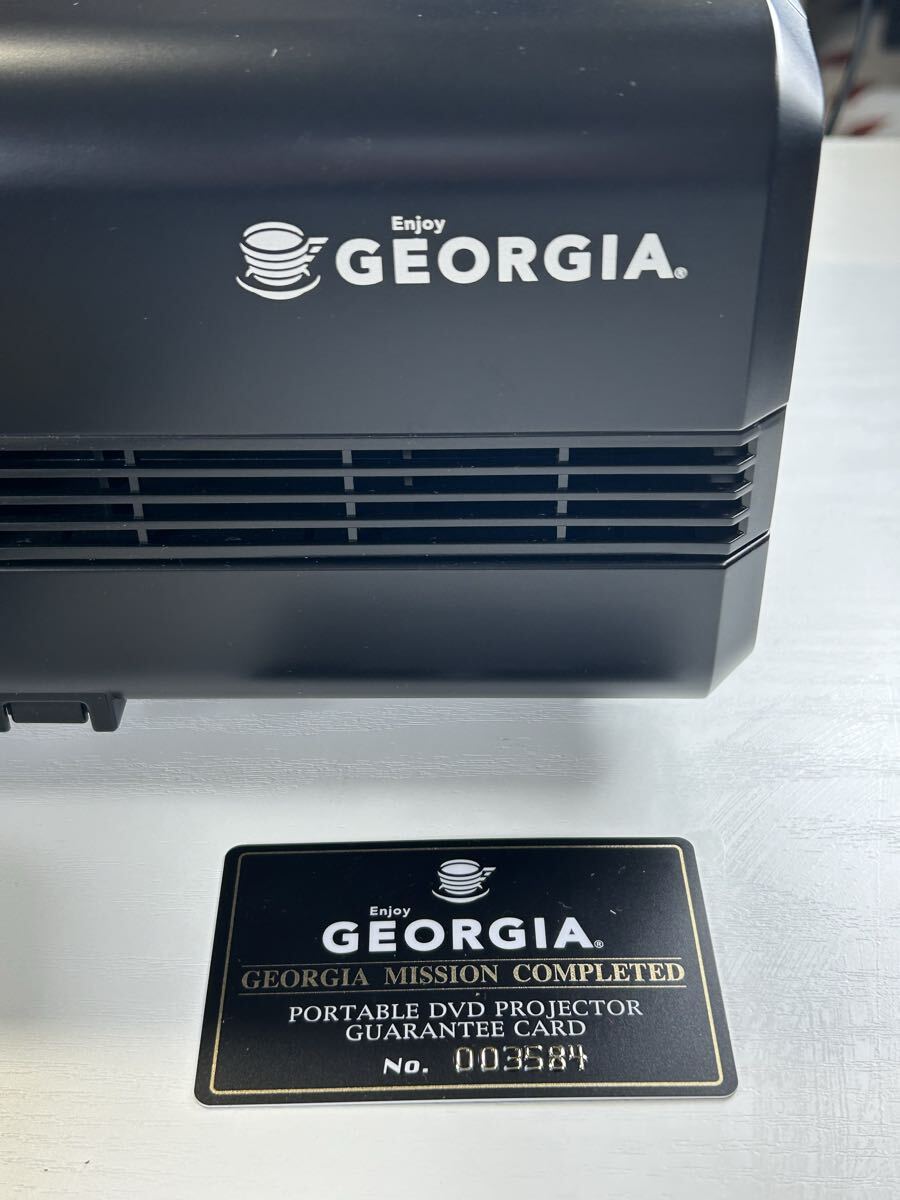 Enjoy
GEORGIA®
Enjoy
GEORGIA®
GEORGIA MISSION COMPLETED
PORTABLE DVD PROJECTOR
GUARANTEE CARD
No. 003584